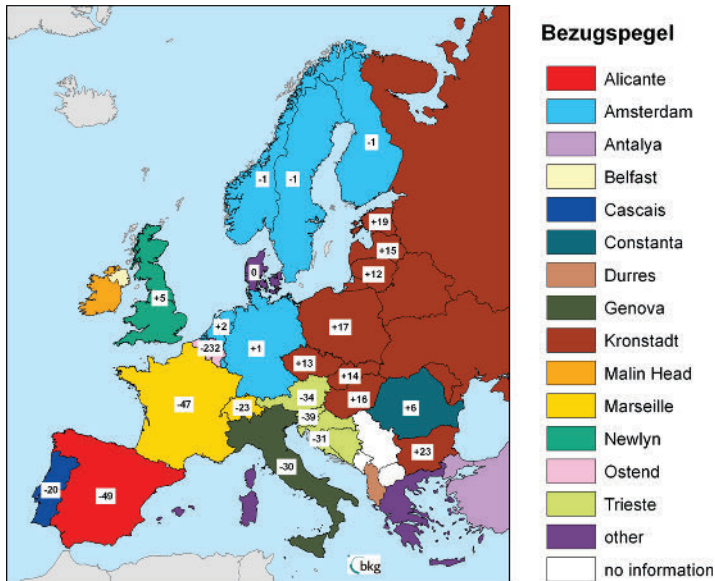 Bezugspegel
Alicante
Amsterdam
Antalya
Belfast
Cascais
Constanta
Durres
Genova
Kronstadt
Malin Head
Marseille
Newlyn
Ostend
Trieste
other
no information
-1
-1
-1
+19
+15
+12
0
+5
+2
+17
-232
+1
+13
+14
-34
+16
-47
-23
-39
+6
-31
+23
-30
-20
-49
bkg